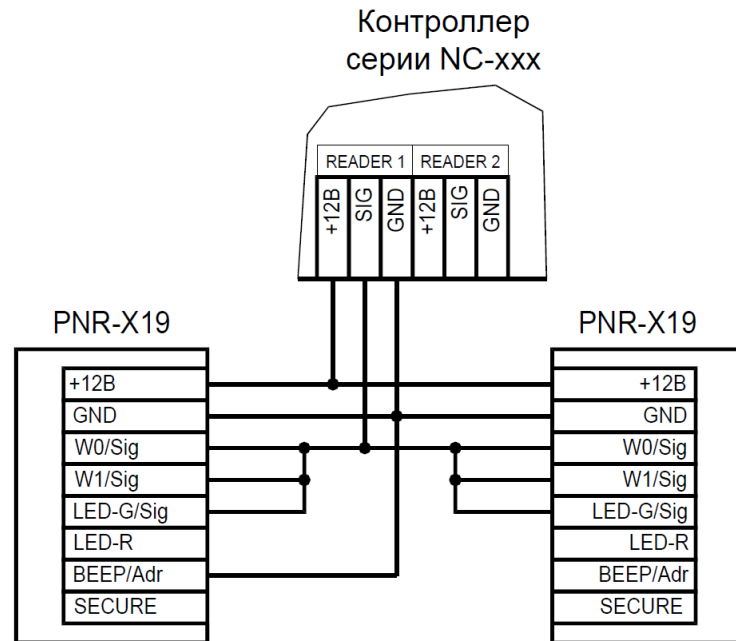 Контроллер
серии NC-xxx
READER 1 READER 2
+12В SIG GND +12В SIG GND
PNR-X19 PNR-X19
+12В +12В
GND GND
W0/Sig W0/Sig
W1/Sig W1/Sig
LED-G/Sig LED-G/Sig
LED-R LED-R
BEEP/Adr BEEP/Adr
SECURE SECURE